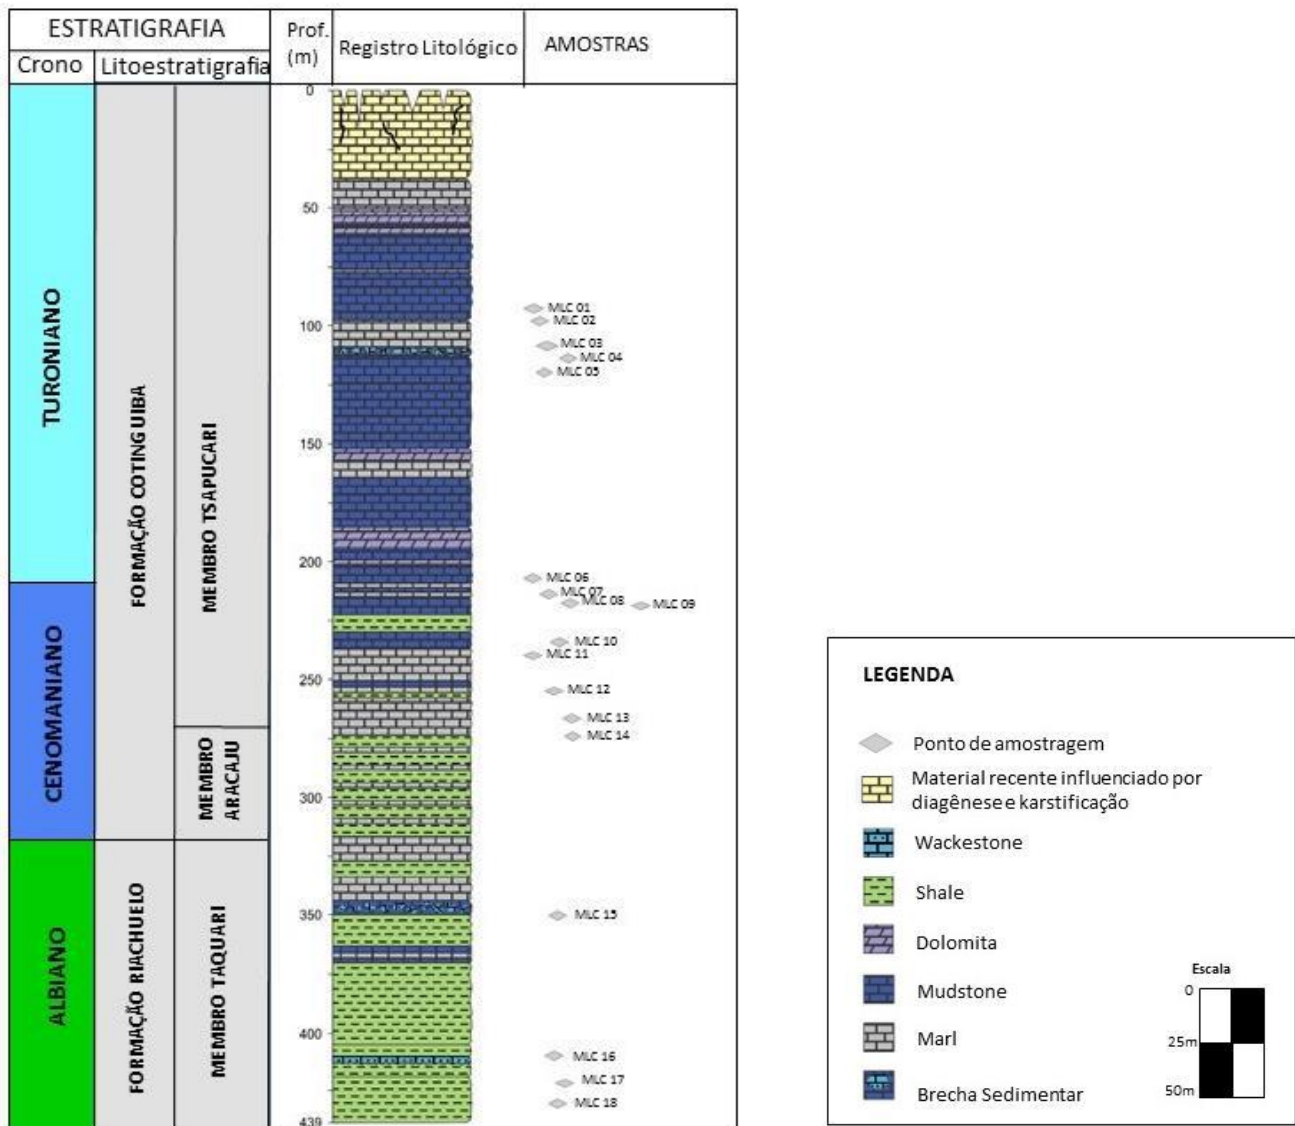 ESTRATIGRAFIA
Crono
Litoestratigrafia
Prof.
(m)
Registro Litológico
AMOSTRAS
TURONIANO
CENOMANIANO
ALBIANO
FORMAÇÃO COTINGUIBA
FORMAÇÃO RIACHUELO
MEMBRO TSAPUCARI
MEMBRO
ARACAJU
MEMBRO TAQUARI
0
50
100
150
200
250
300
350
400
439
MLC 01
MLC 02
MLC 03
MLC 04
MLC 05
MLC 06
MLC 07
MLC 08
MLC 09
MLC 10
MLC 11
MLC 12
MLC 13
MLC 14
MLC 15
MLC 16
MLC 17
MLC 18
LEGENDA
Ponto de amostragem
Material recente influenciado por
diagênese e karstificação
Wackestone
Shale
Dolomita
Mudstone
Marl
Brecha Sedimentar
Escala
0
25m
50m